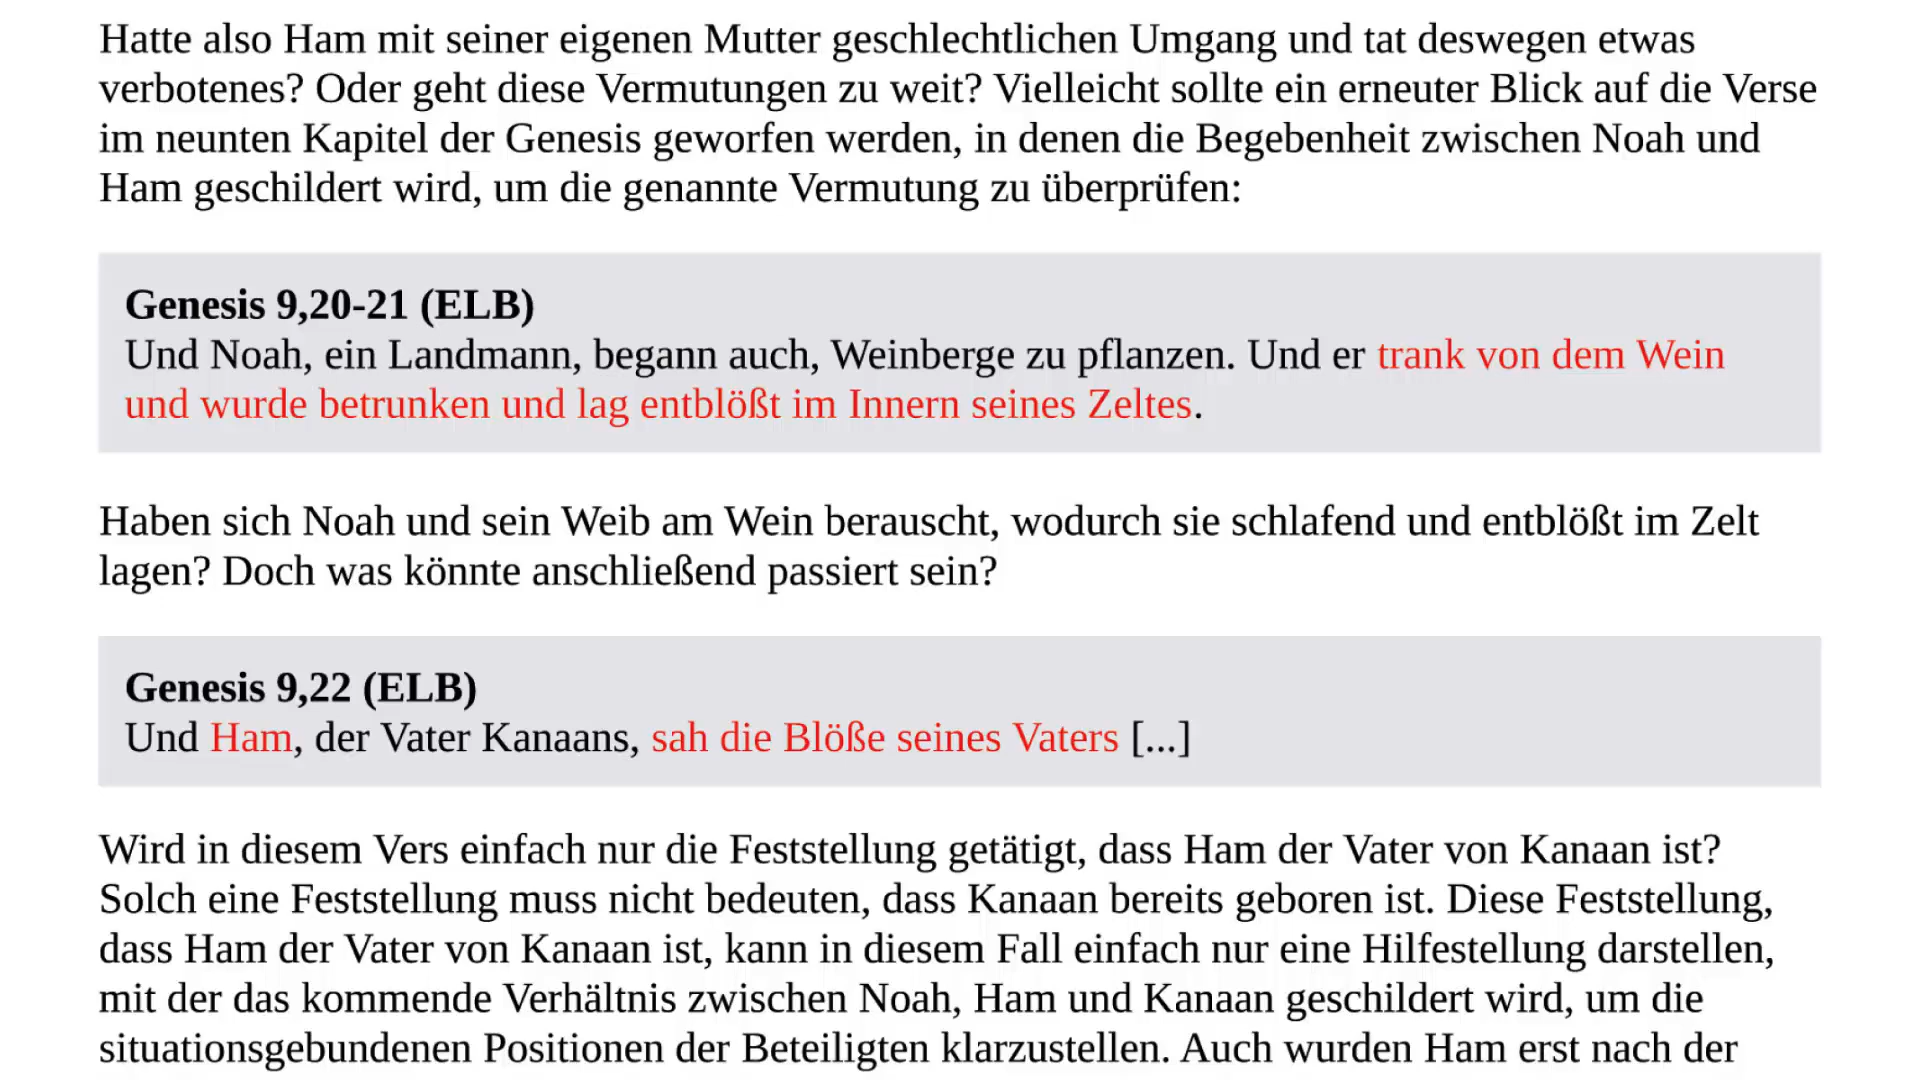 Hatte also Ham mit seiner eigenen Mutter geschlechtlichen Umgang und tat deswegen etwas
verbotenes? Oder geht diese Vermutungen zu weit? Vielleicht sollte ein erneuter Blick auf die Verse
im neunten Kapitel der Genesis geworfen werden, in denen die Begebenheit zwischen Noah und
Ham geschildert wird, um die genannte Vermutung zu überprüfen:
Genesis 9,20-21 (ELB)
Und Noah, ein Landmann, begann auch, Weinberge zu pflanzen. Und er trank von dem Wein
und wurde betrunken und lag entblößt im Innern seines Zeltes.
Haben sich Noah und sein Weib am Wein berauscht, wodurch sie schlafend und entblößt im Zelt
lagen? Doch was könnte anschließend passiert sein?
Genesis 9,22 (ELB)
Und Ham, der Vater Kanaans, sah die Blöße seines Vaters [...]
Wird in diesem Vers einfach nur die Feststellung getätigt, dass Ham der Vater von Kanaan ist?
Solch eine Feststellung muss nicht bedeuten, dass Kanaan bereits geboren ist. Diese Feststellung,
dass Ham der Vater von Kanaan ist, kann in diesem Fall einfach nur eine Hilfestellung darstellen,
mit der das kommende Verhältnis zwischen Noah, Ham und Kanaan geschildert wird, um die
situationsgebundenen Positionen der Beteiligten klarzustellen. Auch wurden Ham erst nach der